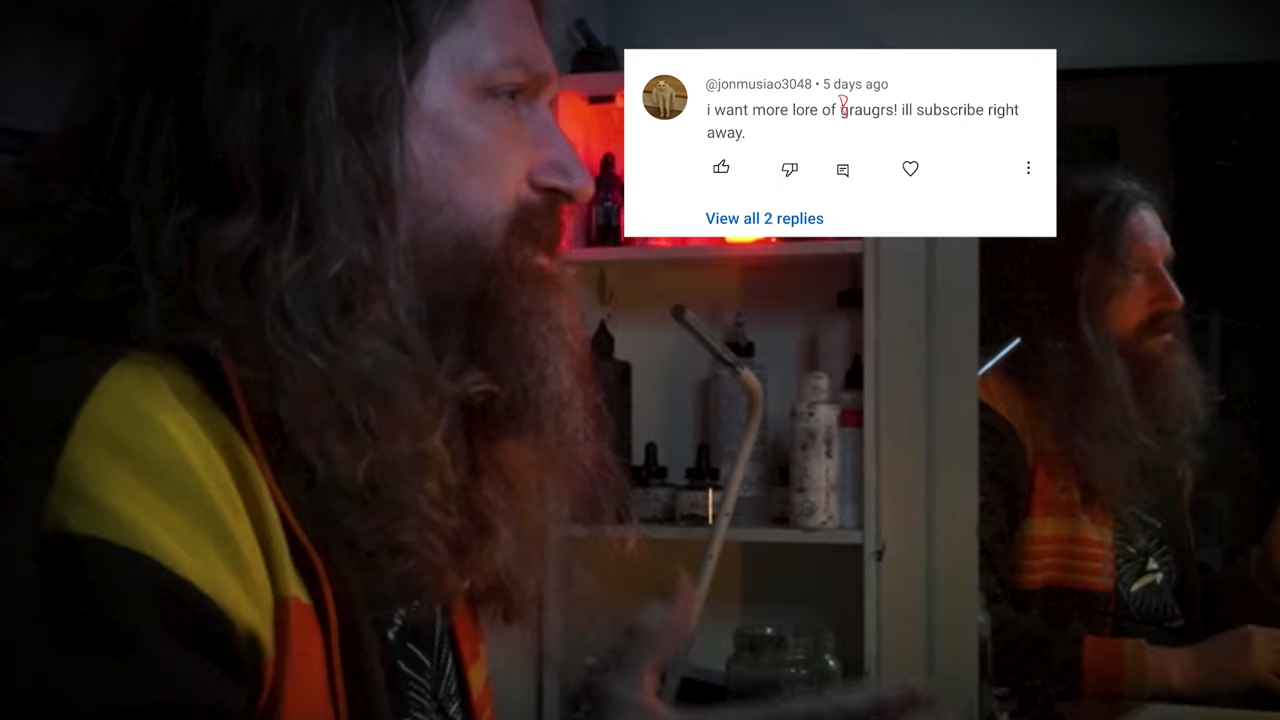 @jonmusiao3048 • 5 days ago
i want more lore of graugrs! ill subscribe right
away.
View all 2 replies